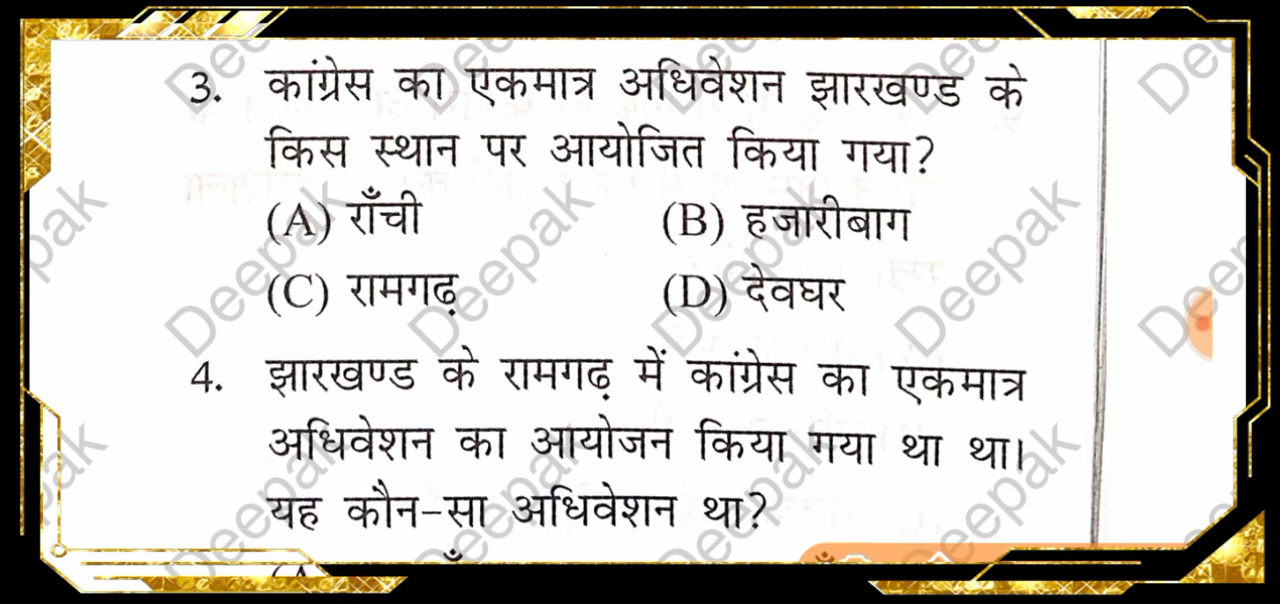 3. कांग्रेस का एकमात्र अधिवेशन झारखण्ड के
किस स्थान पर आयोजित किया गया?
(A) राँची (B) हजारीबाग
(C) रामगढ़ (D) देवघर
4. झारखण्ड के रामगढ़ में कांग्रेस का एकमात्र
अधिवेशन का आयोजन किया गया था था।
यह कौन-सा अधिवेशन था?
Deepak